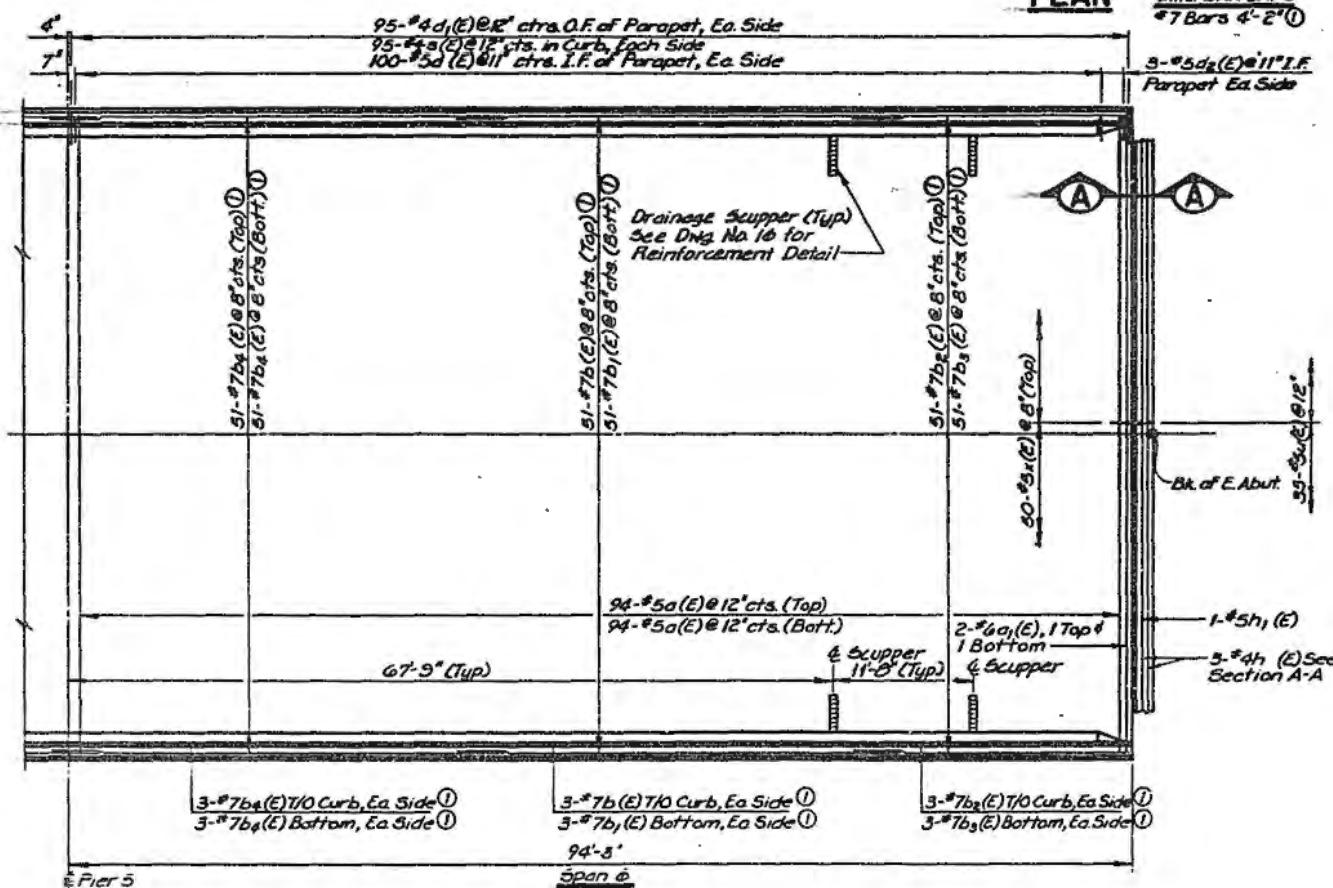 PLAN
#7 Bars 4'-2" ①
4"
95-#4d1(E)@12" ctrs. O.F. of Parapet, Ea. Side
95-#4s(E)@12" cts. in Curb, Each Side
7"
100-#5d(E)@11" ctrs. I.F. of Parapet, Ea. Side
3-#5d2(E)@11" I.F.
Parapet Ea. Side
51-#7b4(E)@8" cts. (Top) ①
51-#7b4(E)@8" cts. (Bott.) ①
51-#7b(E)@8" cts. (Top) ①
51-#7b1(E)@8" cts. (Bott.) ①
Drainage Scupper (Typ)
See Dwg. No. 16 for
Reinforcement Detail
51-#7b2(E)@8" cts. (Top) ①
51-#7b3(E)@8" cts. (Bott.) ①
A
A
50-#5x(E)@8" (Top)
Bk. of E. Abut.
@12"
94-#5a(E)@12" cts. (Top)
94-#5a(E)@12" cts. (Bott.)
2-#6a1(E), 1 Top &
1 Bottom
1-#5h1(E)
67'-9" (Typ)
℄ Scupper
11'-8" (Typ)
℄ Scupper
5-#4h (E) See
Section A-A
3-#7b4(E) T/O Curb, Ea. Side ①
3-#7b4(E) Bottom, Ea. Side ①
3-#7b(E) T/O Curb, Ea. Side ①
3-#7b1(E) Bottom, Ea. Side ①
3-#7b2(E) T/O Curb, Ea. Side ①
3-#7b3(E) Bottom, Ea. Side ①
94'-3"
℄ Pier 5
Span 6